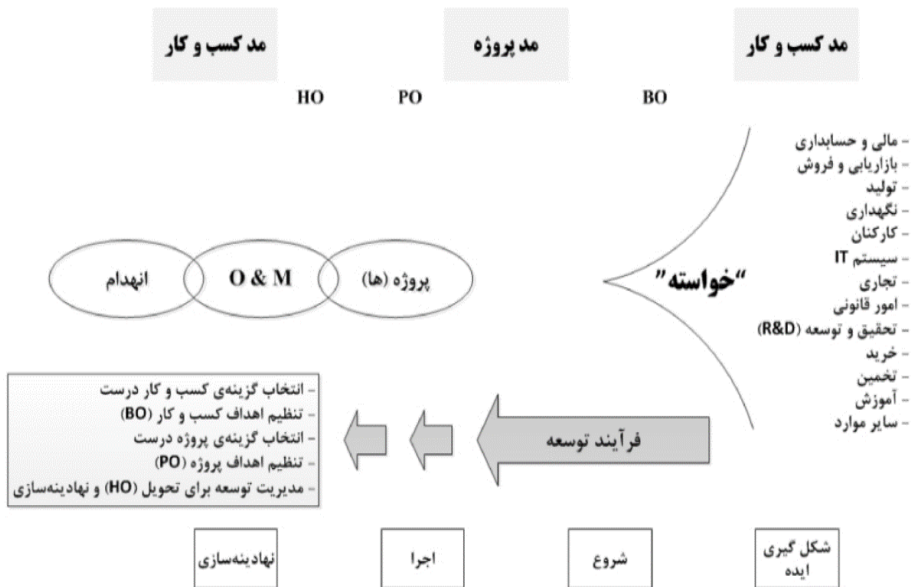 مد کسب و کار
مد پروژه
مد کسب و کار
BO
PO
HO
- مالی و حسابداری
- بازاریابی و فروش
- تولید
- نگهداری
- کارکنان
- سیستم IT
- تجاری
- امور قانونی
- تحقیق و توسعه (R&D)
- خرید
- تخمین
- آموزش
- سایر موارد
“خواسته”
پروژه (ها)
O & M
انهدام
فرآیند توسعه
- انتخاب گزینه‌ی کسب و کار درست
- تنظیم اهداف کسب و کار (BO)
- انتخاب گزینه‌ی پروژه درست
- تنظیم اهداف پروژه (PO)
- مدیریت توسعه برای تحویل (HO) و نهادینه‌سازی
شکل گیری
ایده
شروع
اجرا
نهادینه‌سازی